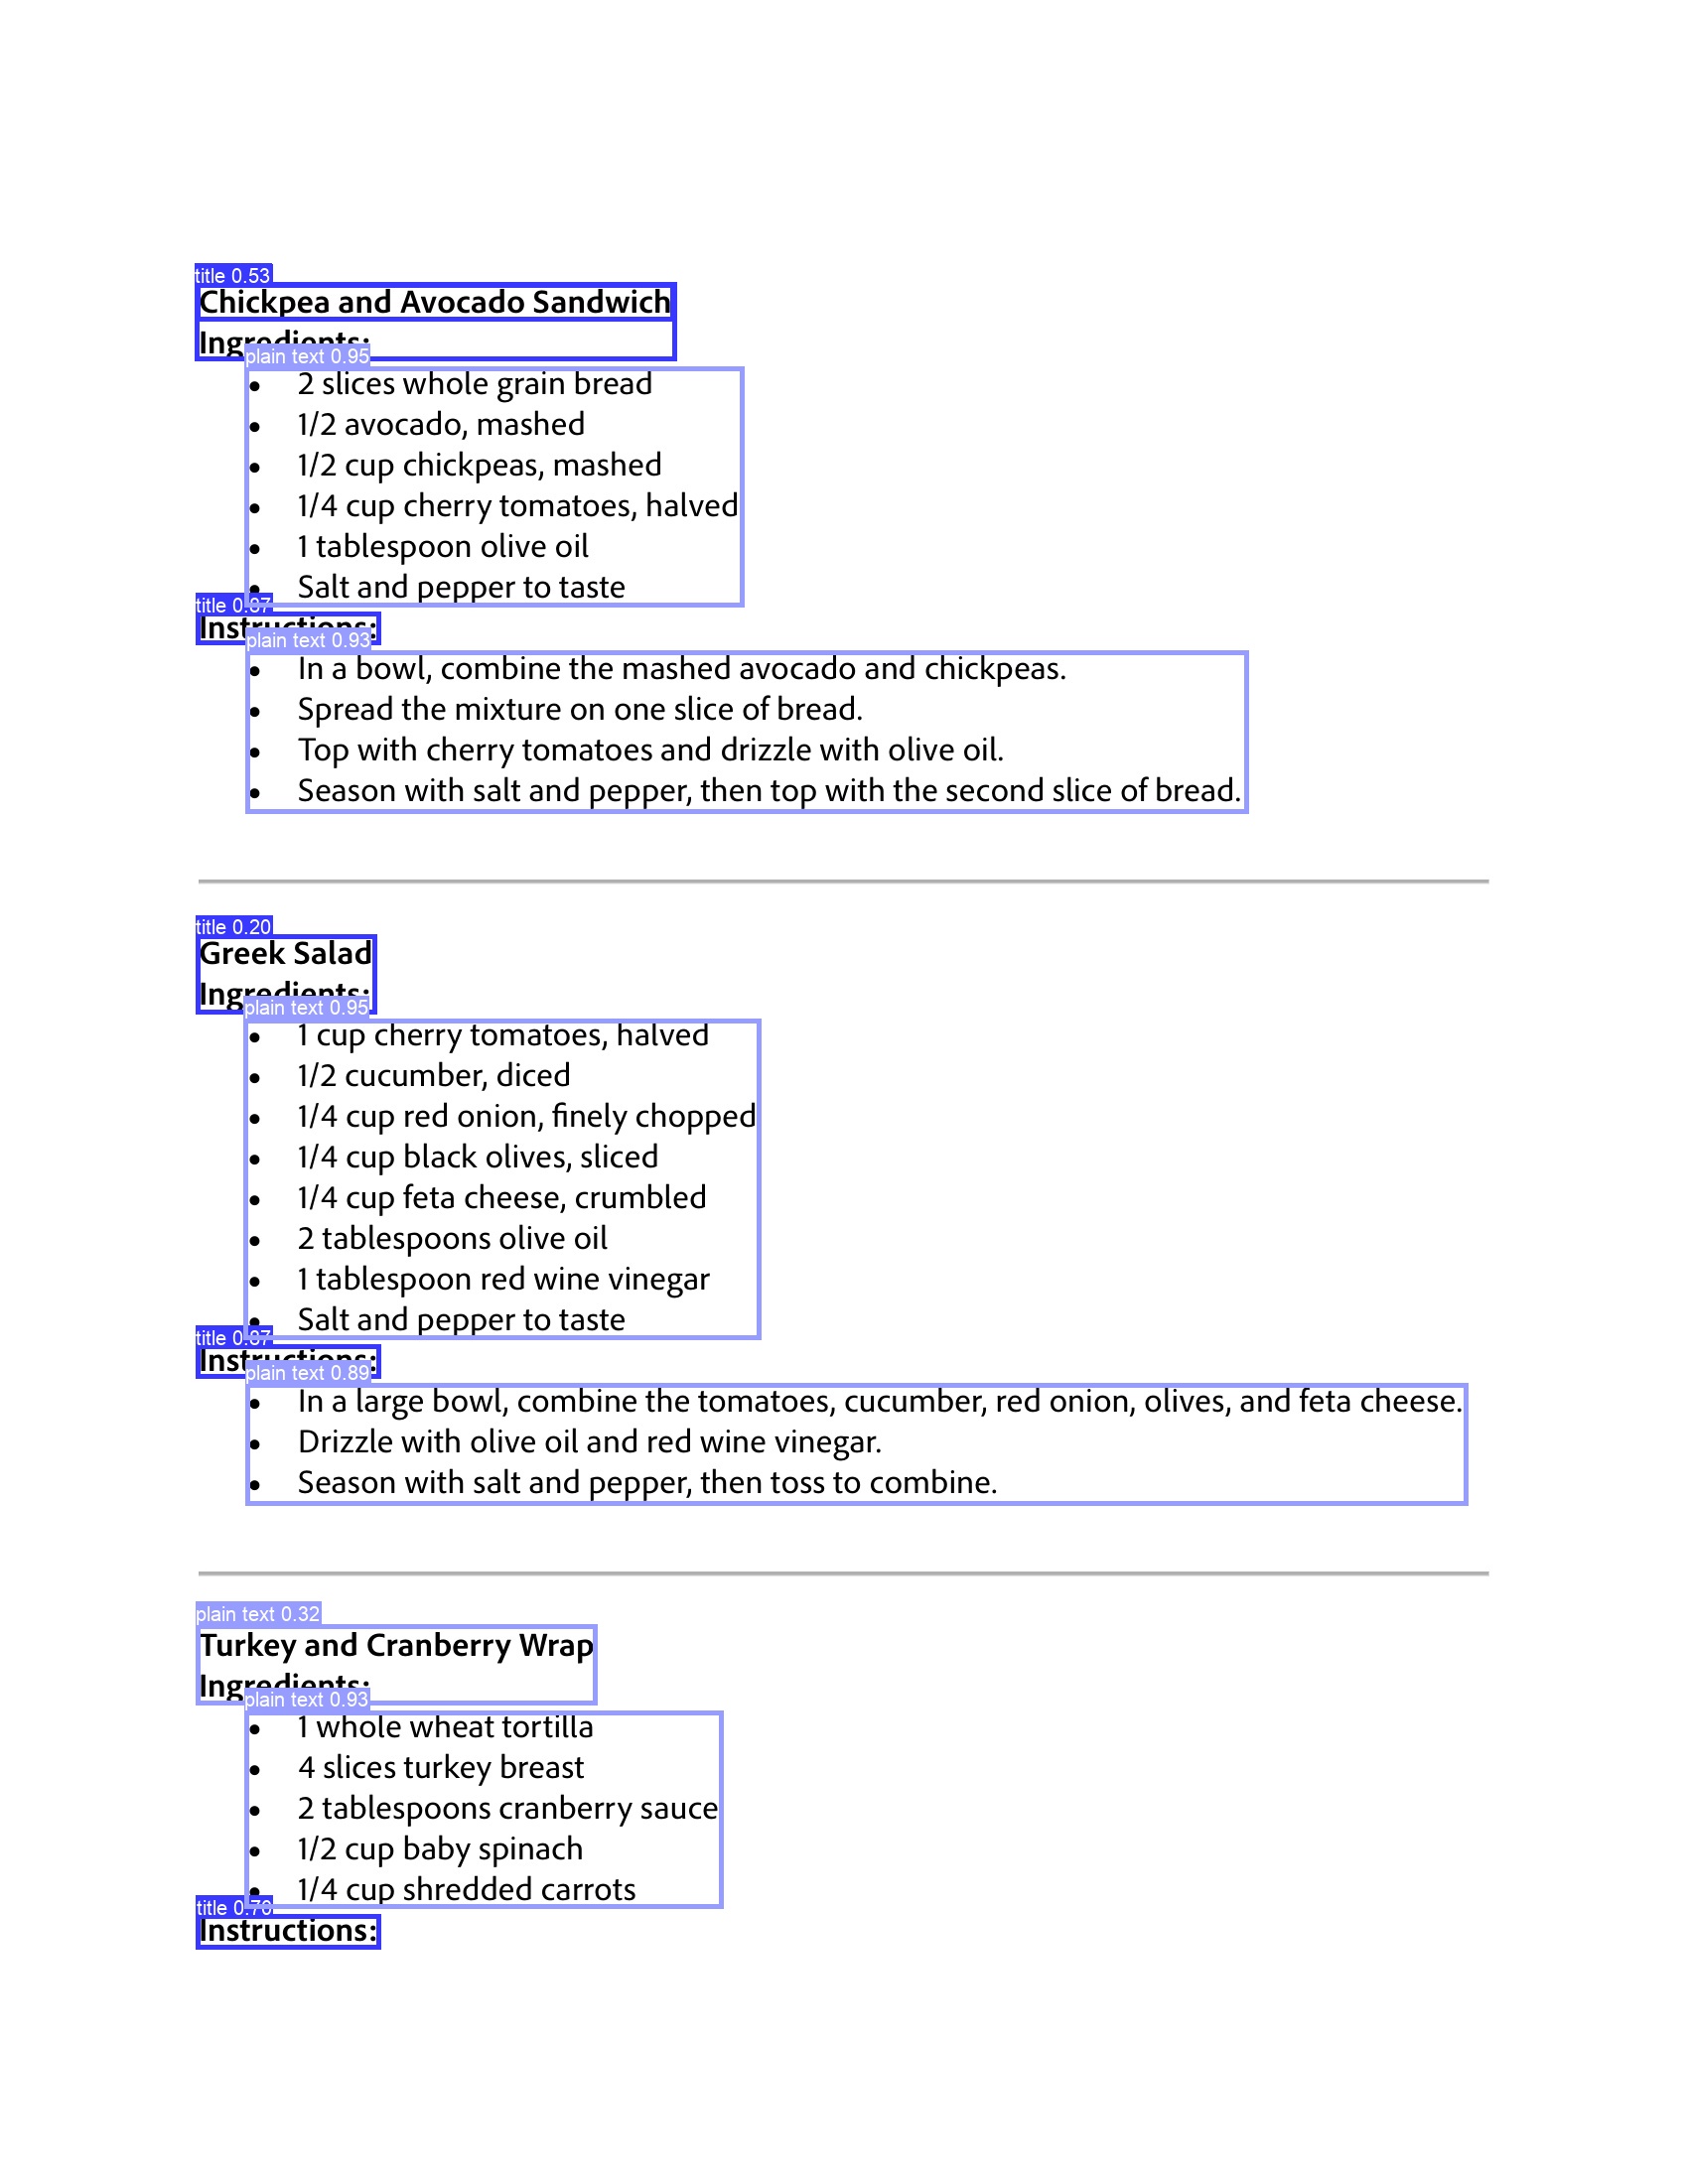 title 0.53
Chickpea and Avocado Sandwich
Ingredients:
plain text 0.95
• 2 slices whole grain bread
• 1/2 avocado, mashed
• 1/2 cup chickpeas, mashed
• 1/4 cup cherry tomatoes, halved
• 1 tablespoon olive oil
• Salt and pepper to taste
title 0.87
Instructions:
plain text 0.93
• In a bowl, combine the mashed avocado and chickpeas.
• Spread the mixture on one slice of bread.
• Top with cherry tomatoes and drizzle with olive oil.
• Season with salt and pepper, then top with the second slice of bread.
title 0.20
Greek Salad
Ingredients:
plain text 0.95
• 1 cup cherry tomatoes, halved
• 1/2 cucumber, diced
• 1/4 cup red onion, finely chopped
• 1/4 cup black olives, sliced
• 1/4 cup feta cheese, crumbled
• 2 tablespoons olive oil
• 1 tablespoon red wine vinegar
• Salt and pepper to taste
title 0.87
Instructions:
plain text 0.89
• In a large bowl, combine the tomatoes, cucumber, red onion, olives, and feta cheese.
• Drizzle with olive oil and red wine vinegar.
• Season with salt and pepper, then toss to combine.
plain text 0.32
Turkey and Cranberry Wrap
Ingredients:
plain text 0.93
• 1 whole wheat tortilla
• 4 slices turkey breast
• 2 tablespoons cranberry sauce
• 1/2 cup baby spinach
• 1/4 cup shredded carrots
title 0.70
Instructions: